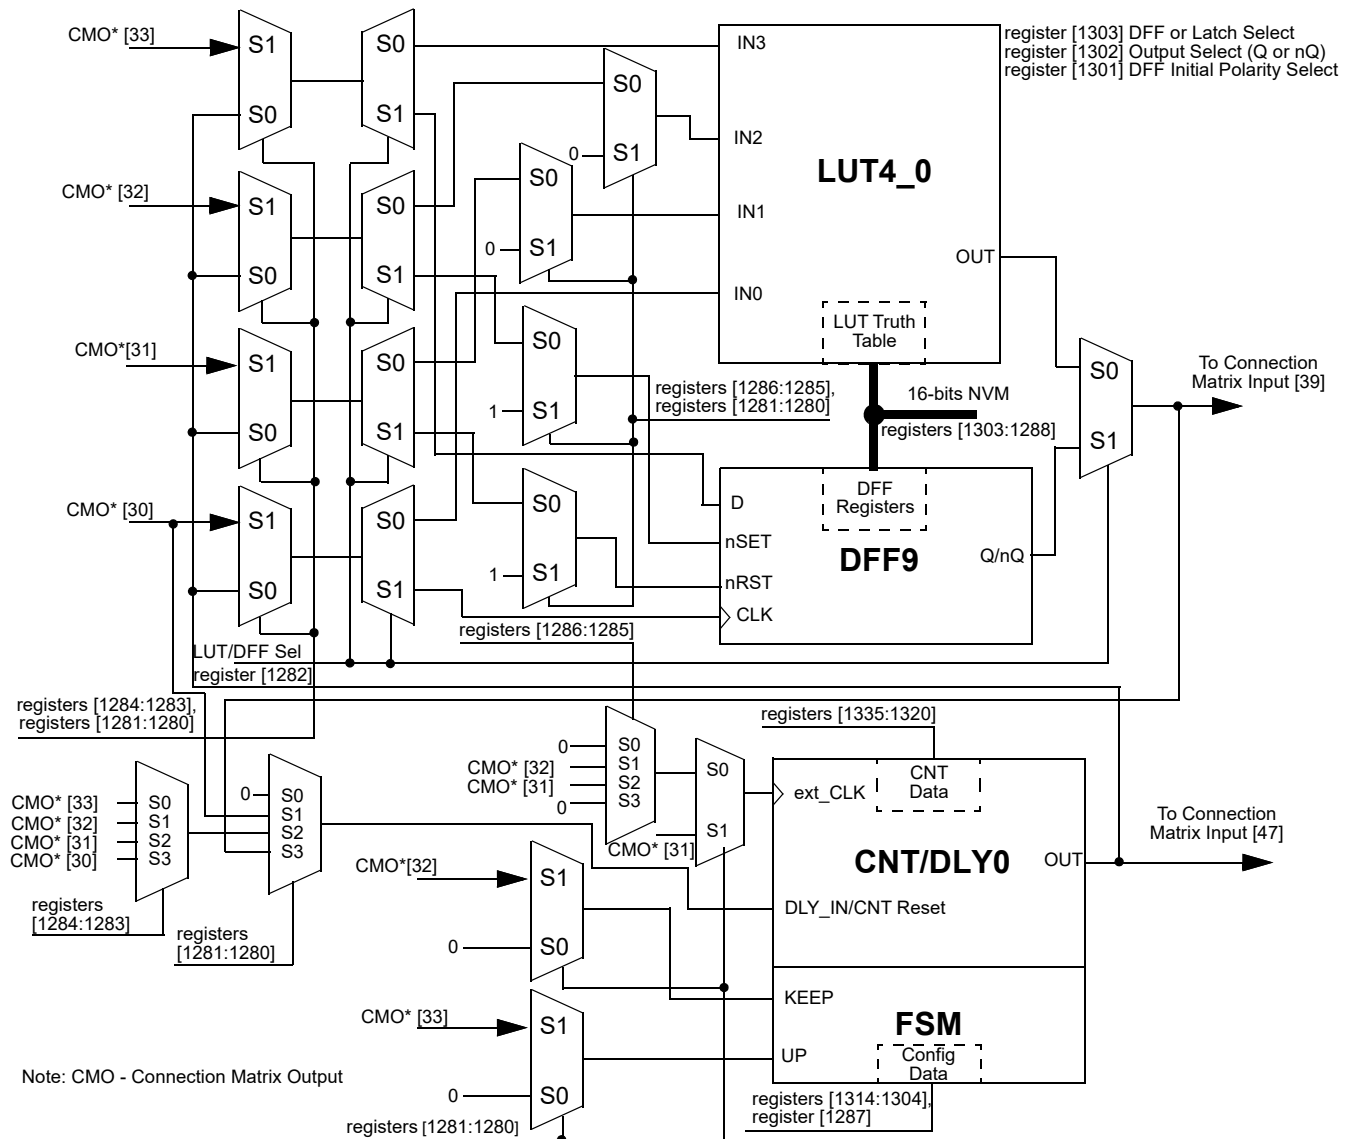 CMO* [33]
S1
S0
S0
S1
CMO* [32]
S1
S0
S0
S1
CMO*[31]
S1
S0
S0
S1
CMO* [30]
S1
S0
S0
S1
S0
0
S1
S0
0
S1
S0
1
S1
S0
1
S1
IN3
IN2
IN1
IN0
LUT4_0
OUT
LUT Truth
Table
register [1303] DFF or Latch Select
register [1302] Output Select (Q or nQ)
register [1301] DFF Initial Polarity Select
registers [1286:1285],
registers [1281:1280]
16-bits NVM
registers [1303:1288]
S0
S1
To Connection
Matrix Input [39]
D
nSET
nRST
CLK
DFF
Registers
DFF9
Q/nQ
registers [1286:1285]
LUT/DFF Sel
register [1282]
registers [1284:1283],
registers [1281:1280]
CMO* [33]
CMO* [32]
CMO* [31]
CMO* [30]
S0
S1
S2
S3
registers
[1284:1283]
0
S0
S1
S2
S3
registers
[1281:1280]
0
CMO* [32]
CMO* [31]
0
S0
S1
S2
S3
S0
S1
CMO* [31]
registers [1335:1320]
CNT
Data
ext_CLK
CNT/DLY0
OUT
DLY_IN/CNT Reset
To Connection
Matrix Input [47]
CMO*[32]
S1
0
S0
CMO* [33]
S1
0
S0
registers [1281:1280]
KEEP
FSM
UP
Config
Data
registers [1314:1304],
register [1287]
Note: CMO - Connection Matrix Output